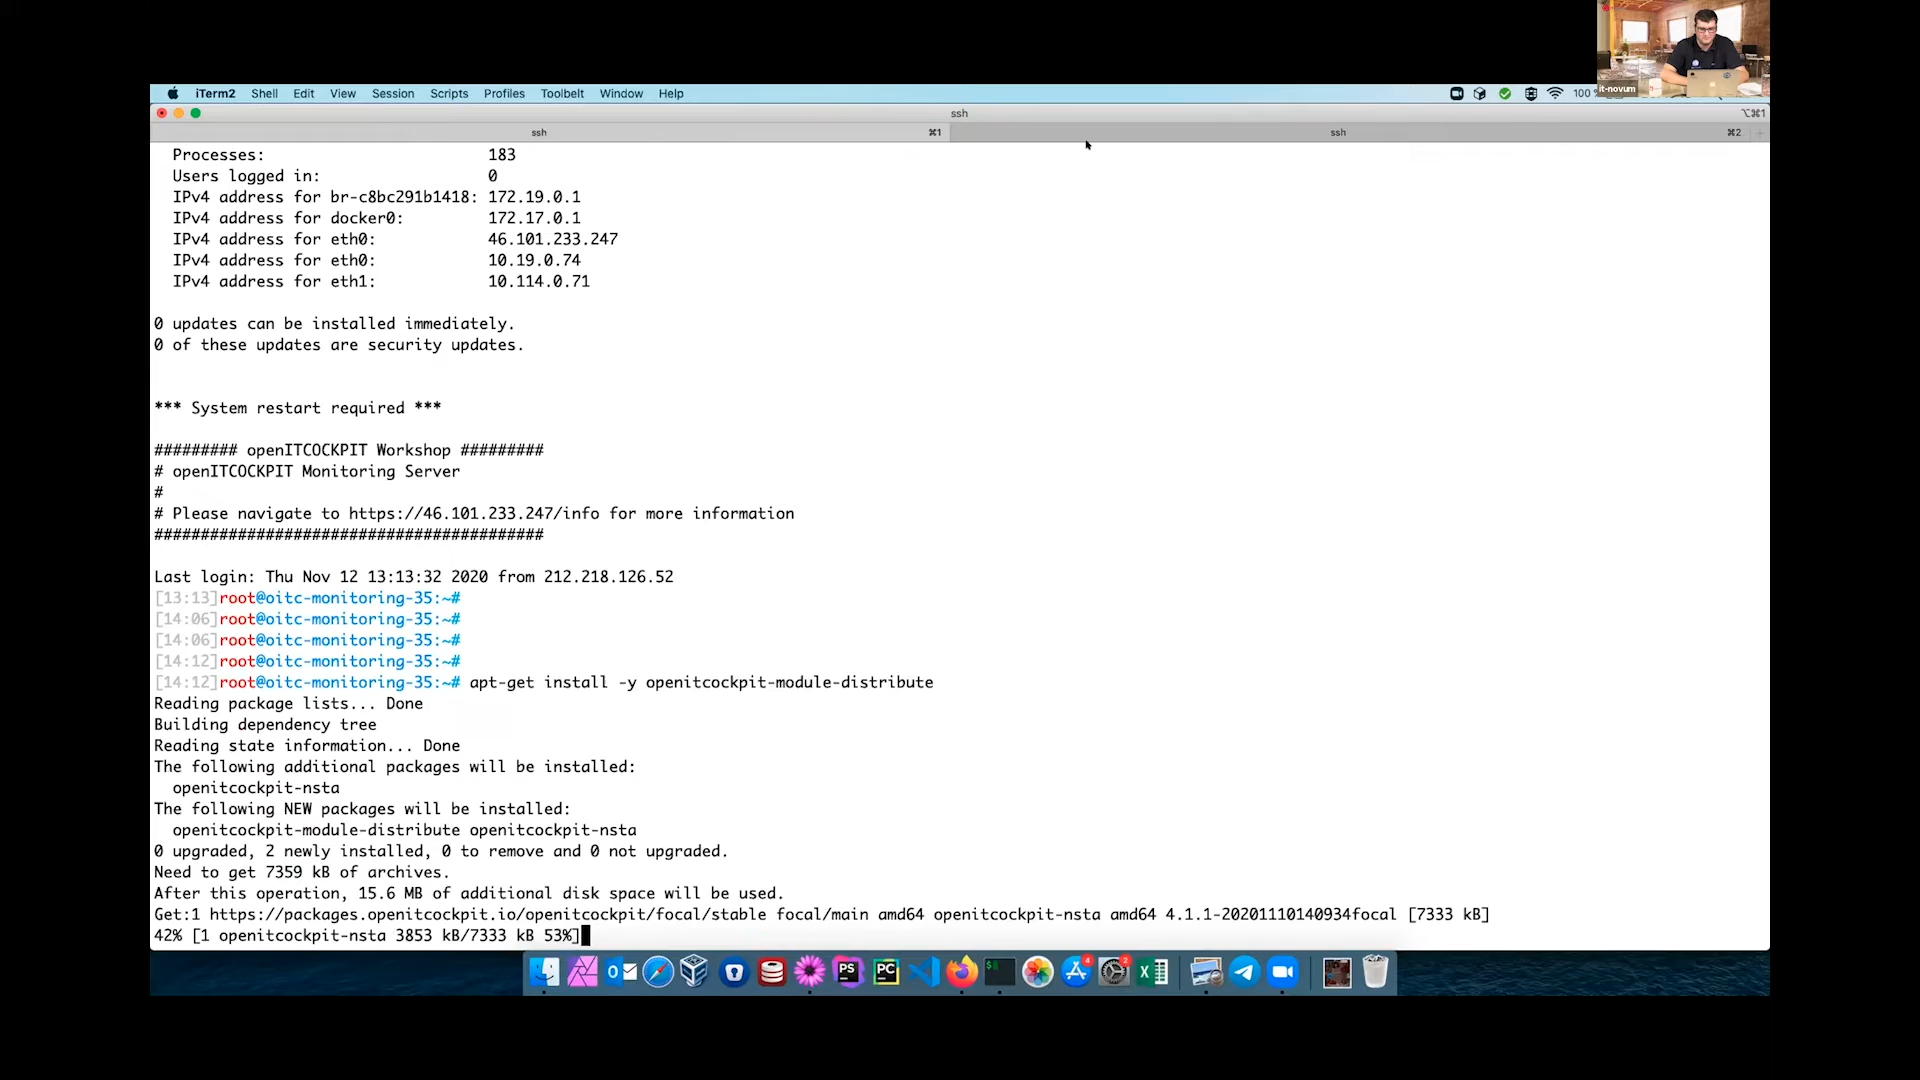 iTerm2 Shell Edit View Session Scripts Profiles Toolbelt Window Help 100
it-novum
ssh ⌥⌘1
ssh ⌘1 ssh ⌘2
Processes: 183
Users logged in: 0
IPv4 address for br-c8bc291b1418: 172.19.0.1
IPv4 address for docker0: 172.17.0.1
IPv4 address for eth0: 46.101.233.247
IPv4 address for eth0: 10.19.0.74
IPv4 address for eth1: 10.114.0.71
0 updates can be installed immediately.
0 of these updates are security updates.
*** System restart required ***
######### openITCOCKPIT Workshop #########
# openITCOCKPIT Monitoring Server
#
# Please navigate to https://46.101.233.247/info for more information
##########################################
Last login: Thu Nov 12 13:13:32 2020 from 212.218.126.52
[13:13]root@oitc-monitoring-35:~#
[14:06]root@oitc-monitoring-35:~#
[14:06]root@oitc-monitoring-35:~#
[14:12]root@oitc-monitoring-35:~#
[14:12]root@oitc-monitoring-35:~# apt-get install -y openitcockpit-module-distribute
Reading package lists... Done
Building dependency tree
Reading state information... Done
The following additional packages will be installed:
openitcockpit-nsta
The following NEW packages will be installed:
openitcockpit-module-distribute openitcockpit-nsta
0 upgraded, 2 newly installed, 0 to remove and 0 not upgraded.
Need to get 7359 kB of archives.
After this operation, 15.6 MB of additional disk space will be used.
Get:1 https://packages.openitcockpit.io/openitcockpit/focal/stable focal/main amd64 openitcockpit-nsta amd64 4.1.1-20201110140934focal [7333 kB]
42% [1 openitcockpit-nsta 3853 kB/7333 kB 53%]
PS PC 4 2